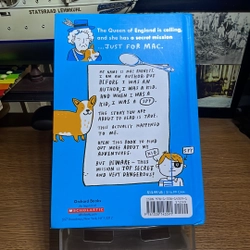 The Queen of England is calling,
and she has a secret mission
...JUST FOR MAC.
MY NAME IS MAC BARNETT.
I AM AN AUTHOR. BUT
BEFORE I WAS AN
AUTHOR, I WAS A KID.
AND WHEN I WAS A
KID, I WAS A SPY.
THE STORY YOU ARE
ABOUT TO READ IS TRUE.
THIS ACTUALLY HAPPENED
TO ME.
OPEN THIS BOOK TO FIND
OUT MORE ABOUT MY
ADVENTURES.
KID
SPY
BUT BEWARE - THIS
MISSION IS TOP SECRET
AND VERY DANGEROUS!
SCHOLASTIC